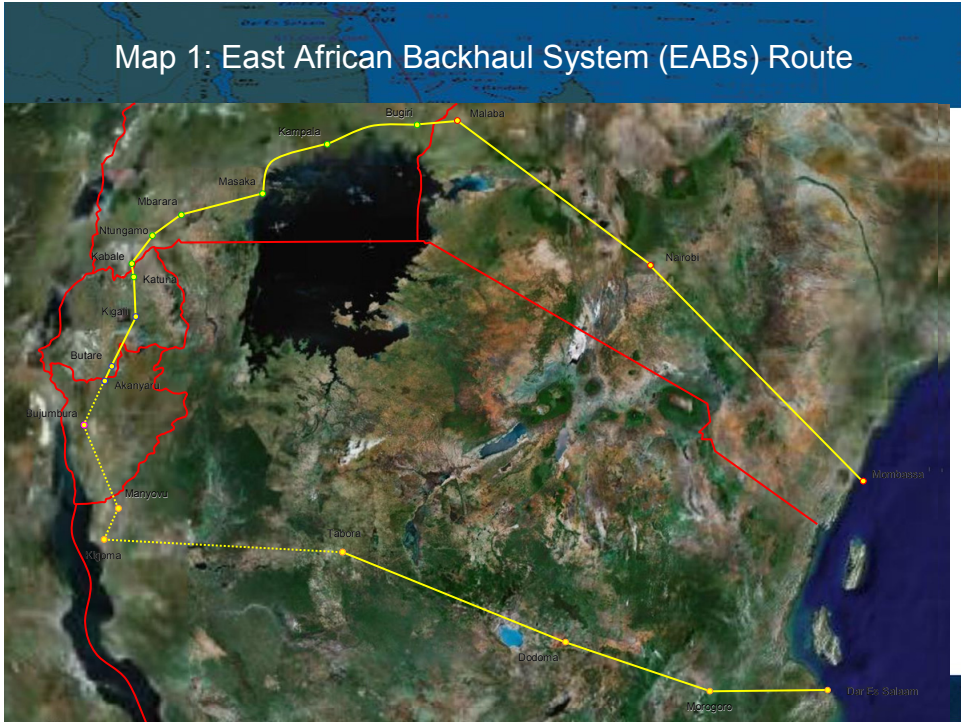 Map 1: East African Backhaul System (EABs) Route
Bugiri
Malaba
Kampala
Masaka
Mbarara
Ntungamo
Kabale
Katuna
Nairobi
Kigali
Butare
Akanyaru
Bujumbura
Mombassa
Manyovu
Tabora
Kigoma
Dodoma
Dar Es Salaam
Morogoro